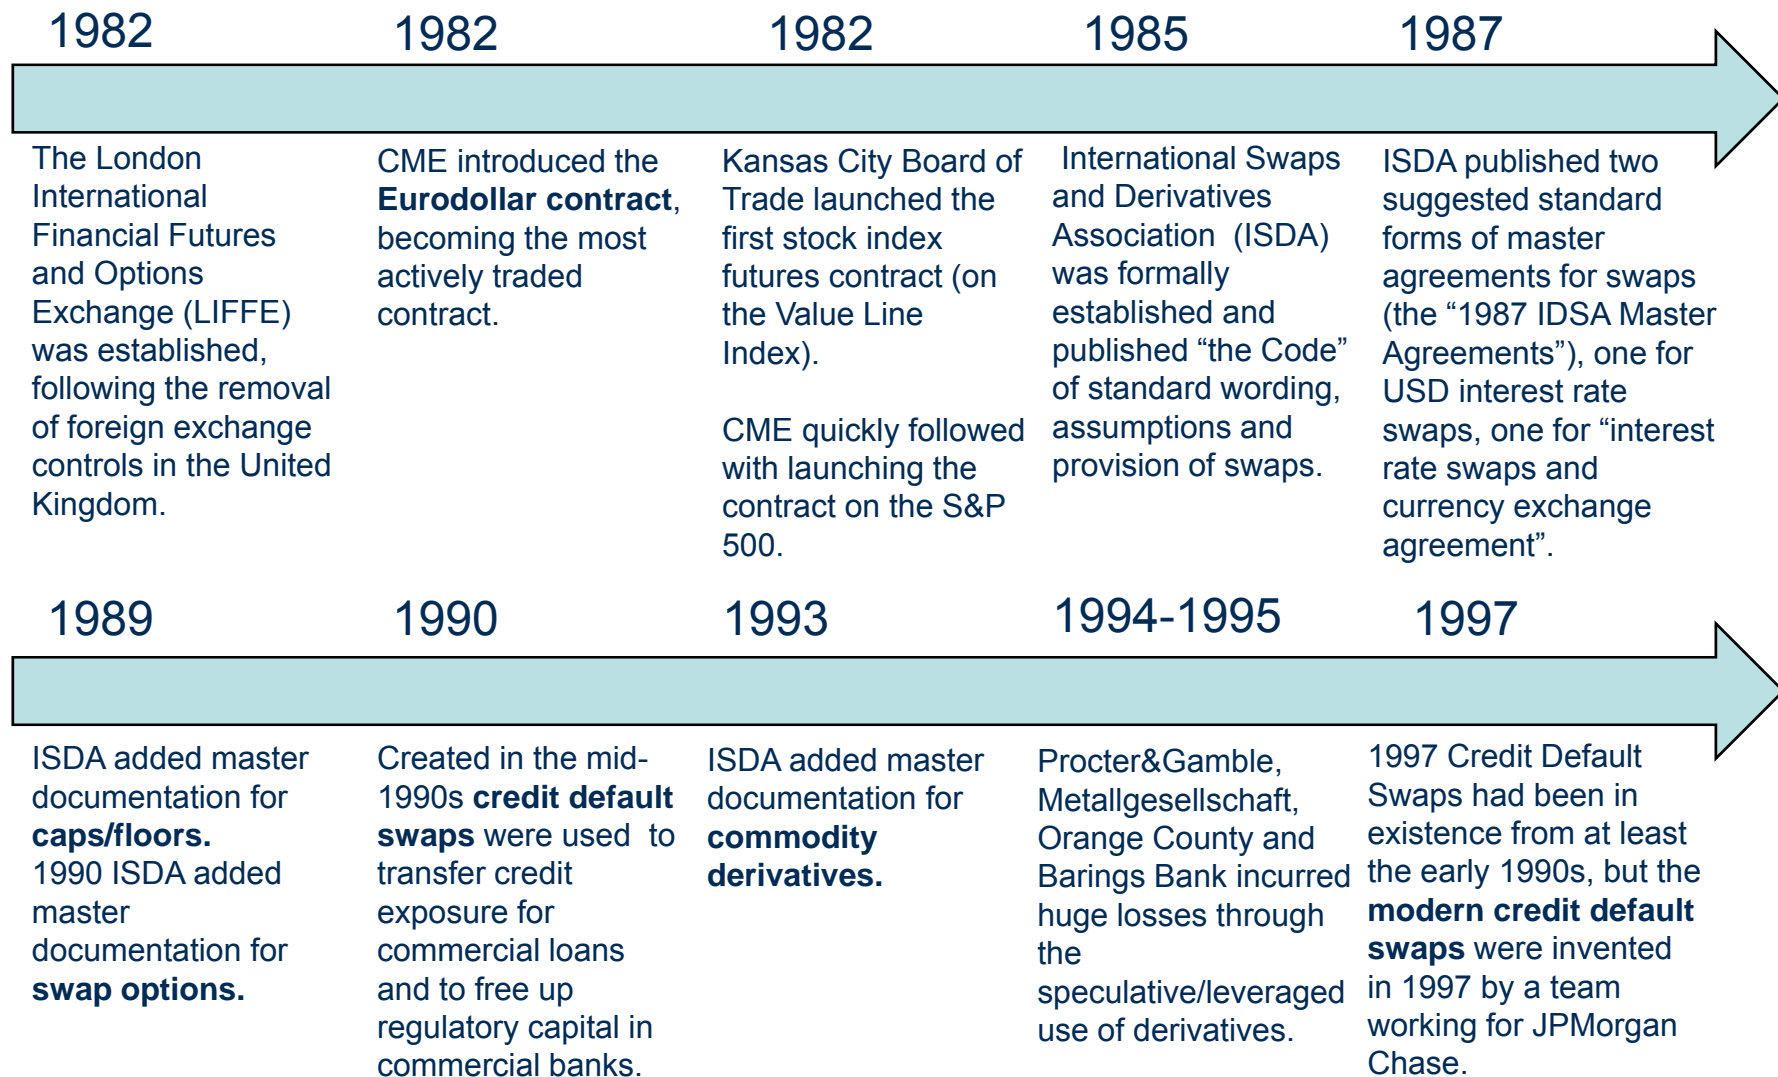 1982
The London
International
Financial Futures
and Options
Exchange (LIFFE)
was established,
following the removal
of foreign exchange
controls in the United
Kingdom.
1982
CME introduced the
Eurodollar contract,
becoming the most
actively traded
contract.
1982
Kansas City Board of
Trade launched the
first stock index
futures contract (on
the Value Line
Index).
CME quickly followed
with launching the
contract on the S&P
500.
1985
International Swaps
and Derivatives
Association (ISDA)
was formally
established and
published “the Code”
of standard wording,
assumptions and
provision of swaps.
1987
ISDA published two
suggested standard
forms of master
agreements for swaps
(the “1987 IDSA Master
Agreements”), one for
USD interest rate
swaps, one for “interest
rate swaps and
currency exchange
agreement”.
1989
ISDA added master
documentation for
caps/floors.
1990 ISDA added
master
documentation for
swap options.
1990
Created in the mid-
1990s credit default
swaps were used to
transfer credit
exposure for
commercial loans
and to free up
regulatory capital in
commercial banks.
1993
ISDA added master
documentation for
commodity
derivatives.
1994-1995
Procter&Gamble,
Metallgesellschaft,
Orange County and
Barings Bank incurred
huge losses through
the
speculative/leveraged
use of derivatives.
1997
1997 Credit Default
Swaps had been in
existence from at least
the early 1990s, but the
modern credit default
swaps were invented
in 1997 by a team
working for JPMorgan
Chase.